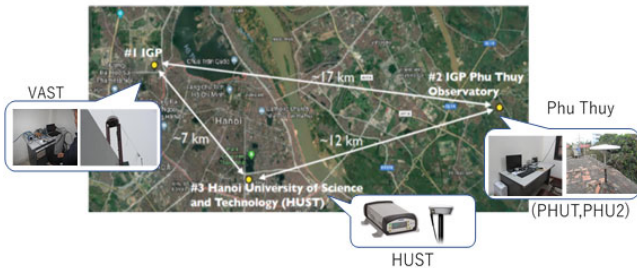 #1 IGP
VAST
~17 km
#2 IGP Phu Thuy
Observatory
Phu Thuy
~7 km
Hanoi
~12 km
#3 Hanoi University of Science
and Technology (HUST)
(PHUT,PHU2)
HUST